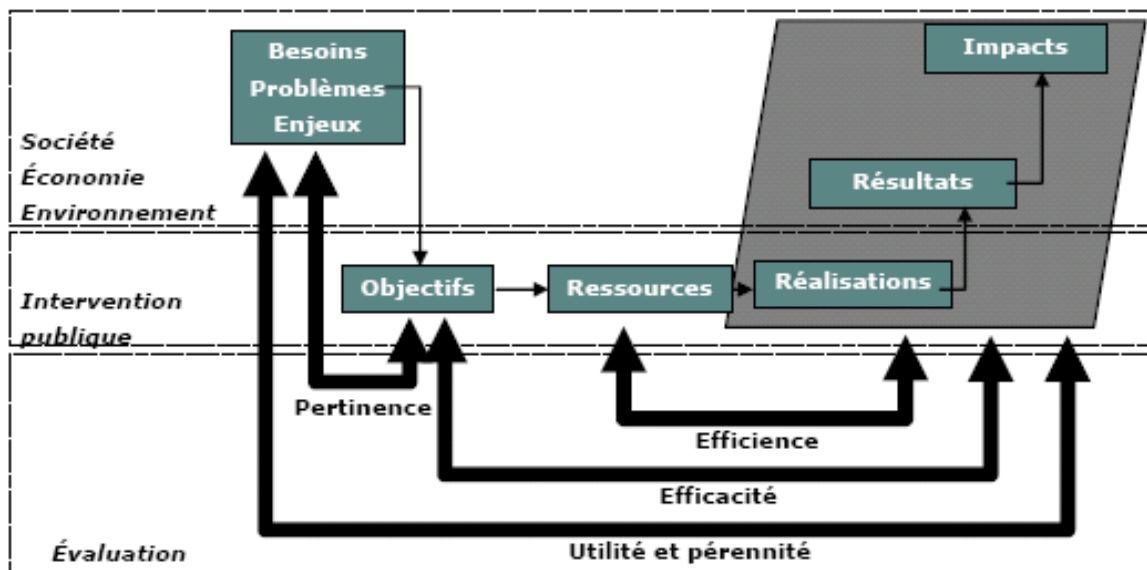 Besoins
Problèmes
Enjeux
Impacts
Société
Économie
Environnement
Résultats
Intervention
publique
Objectifs
Ressources
Réalisations
Pertinence
Efficience
Efficacité
Utilité et pérennité
Évaluation